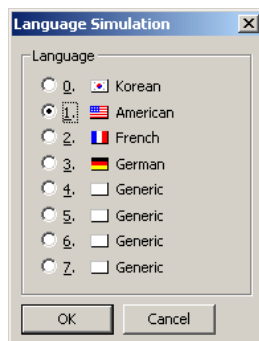 Language Simulation
Language
0. Korean
1. American
2. French
3. German
4. Generic
5. Generic
6. Generic
7. Generic
OK Cancel